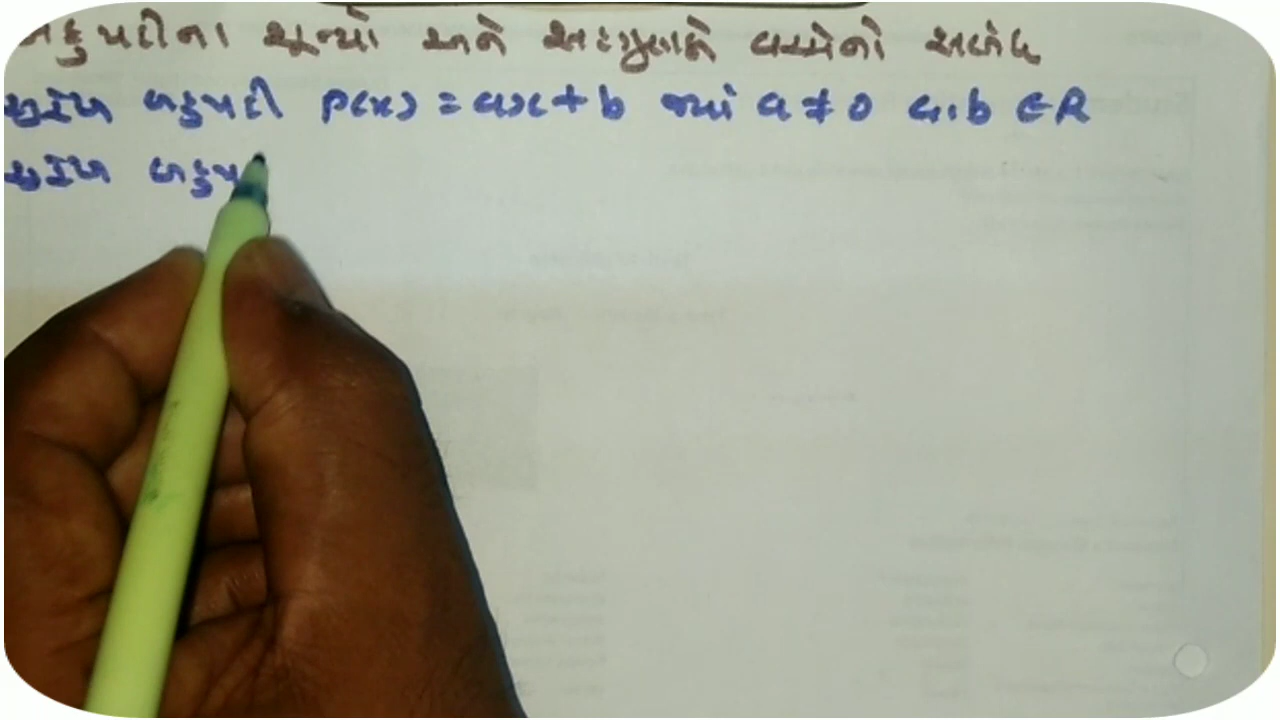 બહુપદીના શૂન્યો અને સહગુણકો વચ્ચેનો સંબંધ
સુરેખ બહુપદી P(x) = ax + b જ્યાં a ≠ 0 a,b ∈ R
સુરેખ બહુપ